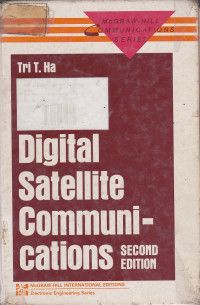 McGRAW-HILL
COMMUNICATIONS
SERIES
Tri T. Ha
Digital
Satellite
Communi-
cations SECOND
EDITION
McGRAW-HILL INTERNATIONAL EDITIONS
Electronic Engineering Series